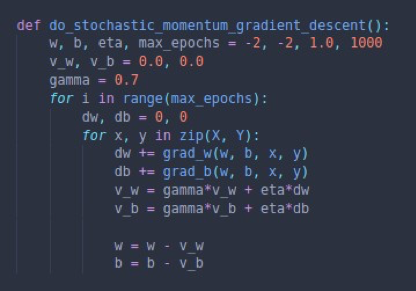 def do_stochastic_momentum_gradient_descent():
    w, b, eta, max_epochs = -2, -2, 1.0, 1000
    v_w, v_b = 0.0, 0.0
    gamma = 0.7
    for i in range(max_epochs):
        dw, db = 0, 0
        for x, y in zip(X, Y):
            dw += grad_w(w, b, x, y)
            db += grad_b(w, b, x, y)
            v_w = gamma*v_w + eta*dw
            v_b = gamma*v_b + eta*db

            w = w - v_w
            b = b - v_b